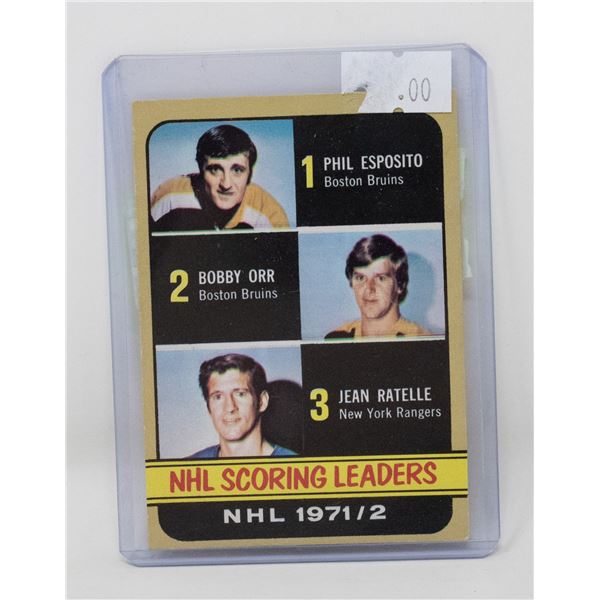 .00
1 PHIL ESPOSITO
Boston Bruins
2 BOBBY ORR
Boston Bruins
3 JEAN RATELLE
New York Rangers
NHL SCORING LEADERS
NHL 1971/2